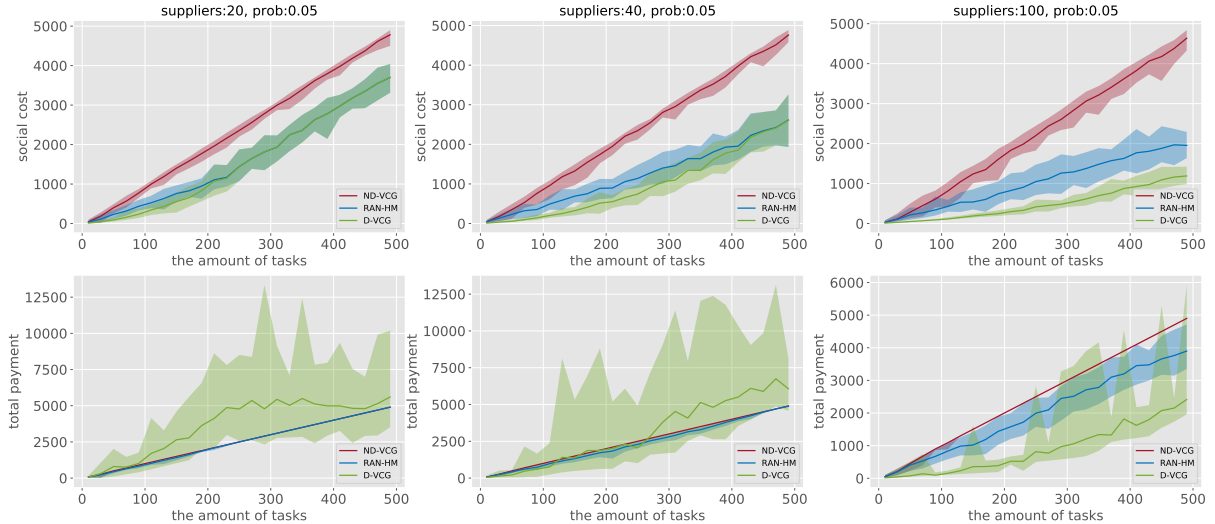 suppliers:20, prob:0.05
suppliers:40, prob:0.05
suppliers:100, prob:0.05
social cost
5000
4000
3000
2000
1000
0
ND-VCG
RAN-HM
D-VCG
0 100 200 300 400 500
the amount of tasks
social cost
5000
4000
3000
2000
1000
0
ND-VCG
RAN-HM
D-VCG
0 100 200 300 400 500
the amount of tasks
social cost
5000
4000
3000
2000
1000
0
ND-VCG
RAN-HM
D-VCG
0 100 200 300 400 500
the amount of tasks
total payment
12500
10000
7500
5000
2500
0
ND-VCG
RAN-HM
D-VCG
0 100 200 300 400 500
the amount of tasks
total payment
12500
10000
7500
5000
2500
0
ND-VCG
RAN-HM
D-VCG
0 100 200 300 400 500
the amount of tasks
total payment
6000
5000
4000
3000
2000
1000
0
ND-VCG
RAN-HM
D-VCG
0 100 200 300 400 500
the amount of tasks